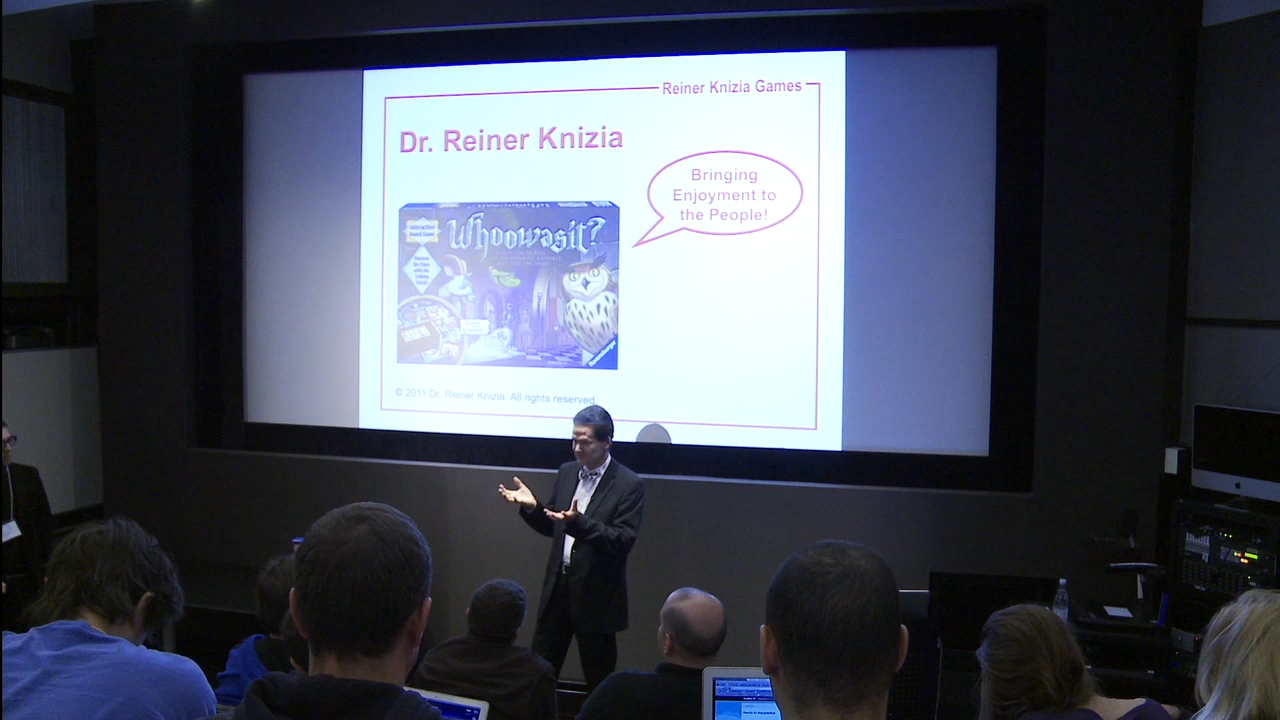 Reiner Knizia Games
Dr. Reiner Knizia
Bringing
Enjoyment to
the People!
Whoowasit?
Ravensburger
© 2011 Dr. Reiner Knizia. All rights reserved.